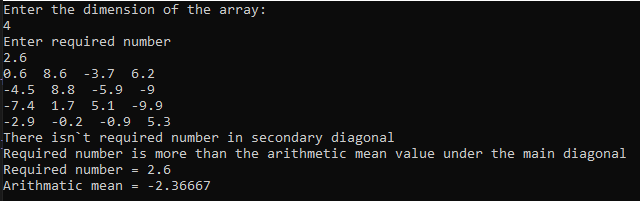 Enter the dimension of the array:
4
Enter required number
2.6
0.6  8.6  -3.7  6.2
-4.5  8.8  -5.9  -9
-7.4  1.7  5.1  -9.9
-2.9  -0.2  -0.9  5.3
There isn`t required number in secondary diagonal
Required number is more than the arithmetic mean value under the main diagonal
Required number = 2.6
Arithmatic mean = -2.36667